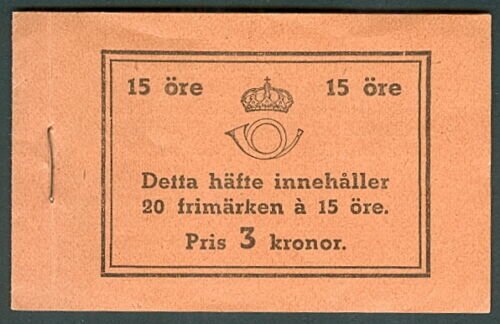 15 öre 15 öre
Detta häfte innehåller
20 frimärken à 15 öre.
Pris 3 kronor.